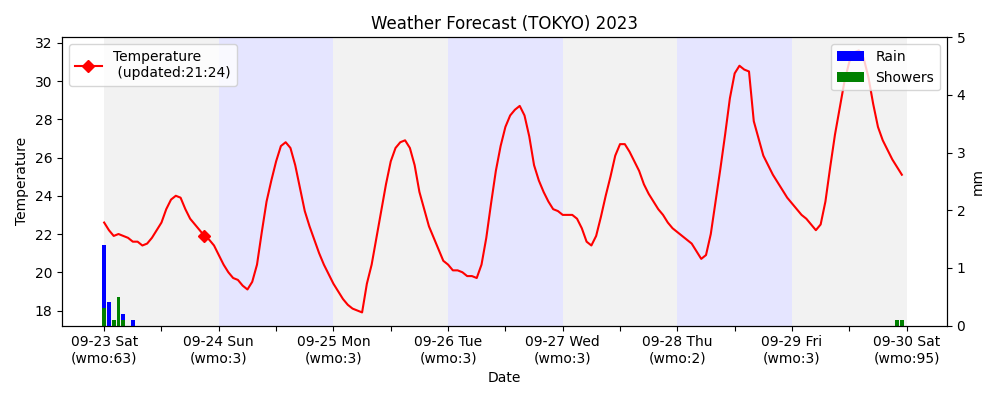 Weather Forecast (TOKYO) 2023
Temperature
(updated:21:24)
Rain
Showers
Temperature
32
30
28
26
24
22
20
18
5
4
3
2
1
0
mm
09-23 Sat
(wmo:63)
09-24 Sun
(wmo:3)
09-25 Mon
(wmo:3)
09-26 Tue
(wmo:3)
09-27 Wed
(wmo:3)
09-28 Thu
(wmo:2)
09-29 Fri
(wmo:3)
09-30 Sat
(wmo:95)
Date